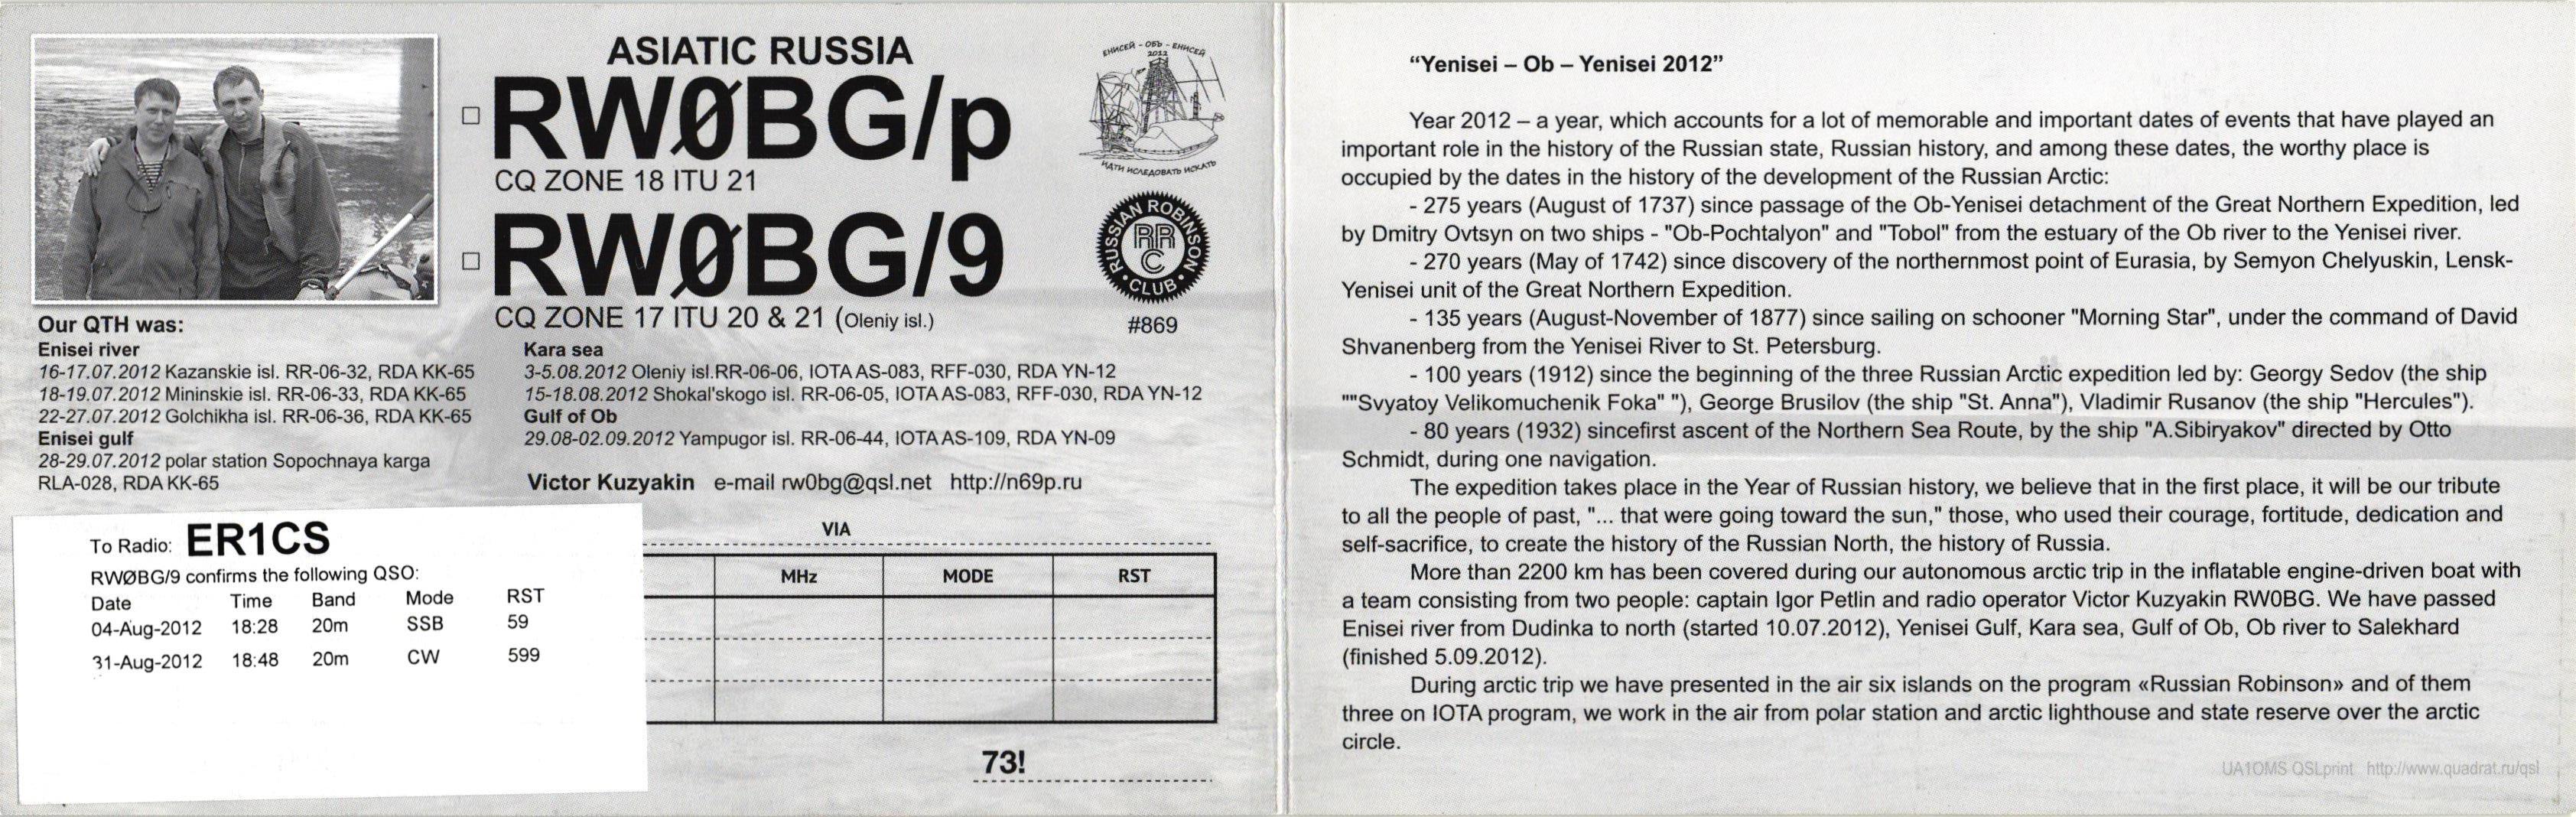 ASIATIC RUSSIA
RWØBG/p
CQ ZONE 18 ITU 21
RWØBG/9
CQ ZONE 17 ITU 20 & 21 (Oleniy isl.)
ЕНИСЕЙ - ОБЬ - ЕНИСЕЙ
2012
ИДТИ ИСЛЕДОВАТЬ ИСКАТЬ
RUSSIAN ROBINSON
RRC
CLUB
#869
Our QTH was:
Enisei river
16-17.07.2012 Kazanskie isl. RR-06-32, RDA KK-65
18-19.07.2012 Mininskie isl. RR-06-33, RDA KK-65
22-27.07.2012 Golchikha isl. RR-06-36, RDA KK-65
Enisei gulf
28-29.07.2012 polar station Sopochnaya karga
RLA-028, RDA KK-65
Kara sea
3-5.08.2012 Oleniy isl.RR-06-06, IOTA AS-083, RFF-030, RDA YN-12
15-18.08.2012 Shokal'skogo isl. RR-06-05, IOTA AS-083, RFF-030, RDA YN-12
Gulf of Ob
29.08-02.09.2012 Yampugor isl. RR-06-44, IOTA AS-109, RDA YN-09
Victor Kuzyakin e-mail rw0bg@qsl.net http://n69p.ru
To Radio: ER1CS
RWØBG/9 confirms the following QSO:
Date Time Band Mode RST
04-Aug-2012 18:28 20m SSB 59
31-Aug-2012 18:48 20m CW 599
VIA
MHz MODE RST
73!
“Yenisei – Ob – Yenisei 2012”
Year 2012 – a year, which accounts for a lot of memorable and important dates of events that have played an
important role in the history of the Russian state, Russian history, and among these dates, the worthy place is
occupied by the dates in the history of the development of the Russian Arctic:
- 275 years (August of 1737) since passage of the Ob-Yenisei detachment of the Great Northern Expedition, led
by Dmitry Ovtsyn on two ships - "Ob-Pochtalyon" and "Tobol" from the estuary of the Ob river to the Yenisei river.
- 270 years (May of 1742) since discovery of the northernmost point of Eurasia, by Semyon Chelyuskin, Lensk-
Yenisei unit of the Great Northern Expedition.
- 135 years (August-November of 1877) since sailing on schooner "Morning Star", under the command of David
Shvanenberg from the Yenisei River to St. Petersburg.
- 100 years (1912) since the beginning of the three Russian Arctic expedition led by: Georgy Sedov (the ship
""Svyatoy Velikomuchenik Foka" "), George Brusilov (the ship "St. Anna"), Vladimir Rusanov (the ship "Hercules").
- 80 years (1932) sincefirst ascent of the Northern Sea Route, by the ship "A.Sibiryakov" directed by Otto
Schmidt, during one navigation.
The expedition takes place in the Year of Russian history, we believe that in the first place, it will be our tribute
to all the people of past, "... that were going toward the sun," those, who used their courage, fortitude, dedication and
self-sacrifice, to create the history of the Russian North, the history of Russia.
More than 2200 km has been covered during our autonomous arctic trip in the inflatable engine-driven boat with
a team consisting from two people: captain Igor Petlin and radio operator Victor Kuzyakin RW0BG. We have passed
Enisei river from Dudinka to north (started 10.07.2012), Yenisei Gulf, Kara sea, Gulf of Ob, Ob river to Salekhard
(finished 5.09.2012).
During arctic trip we have presented in the air six islands on the program «Russian Robinson» and of them
three on IOTA program, we work in the air from polar station and arctic lighthouse and state reserve over the arctic
circle.
UA1OMS QSLprint http://www.quadrat.ru/qsl